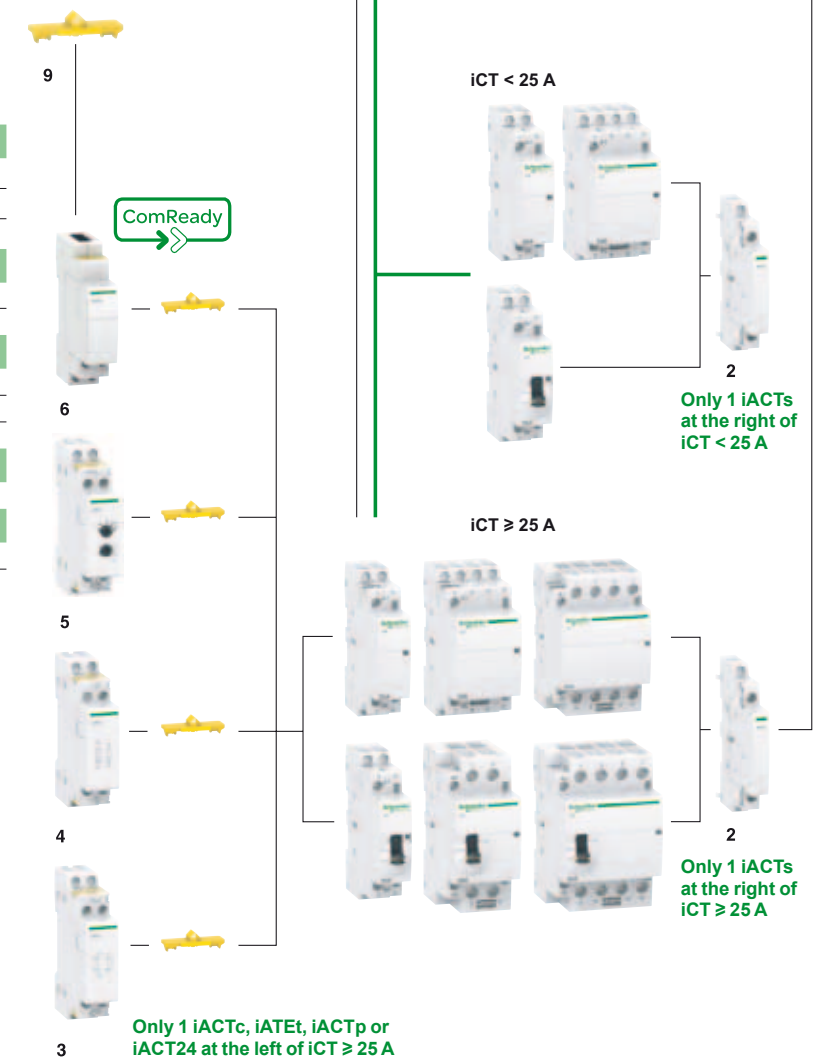 9
iCT < 25 A
ComReady
2
6
Only 1 iACTs
at the right of
iCT < 25 A
iCT ⩾ 25 A
5
4
2
Only 1 iACTs
at the right of
iCT ⩾ 25 A
3
Only 1 iACTc, iATEt, iACTp or
iACT24 at the left of iCT ⩾ 25 A